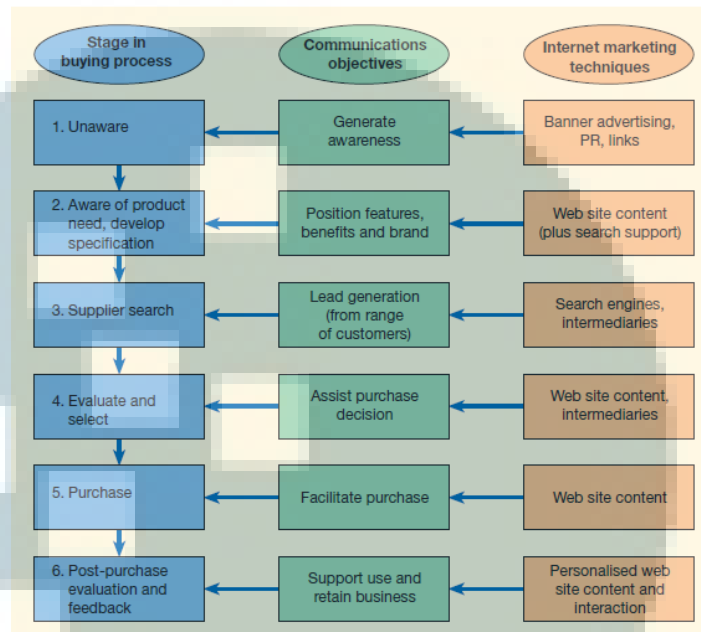 Stage in
buying process
Communications
objectives
Internet marketing
techniques
1. Unaware
Generate
awareness
Banner advertising,
PR, links
2. Aware of product
need, develop
specification
Position features,
benefits and brand
Web site content
(plus search support)
3. Supplier search
Lead generation
(from range
of customers)
Search engines,
intermediaries
4. Evaluate and
select
Assist purchase
decision
Web site content,
intermediaries
5. Purchase
Facilitate purchase
Web site content
6. Post-purchase
evaluation and
feedback
Support use and
retain business
Personalised web
site content and
interaction